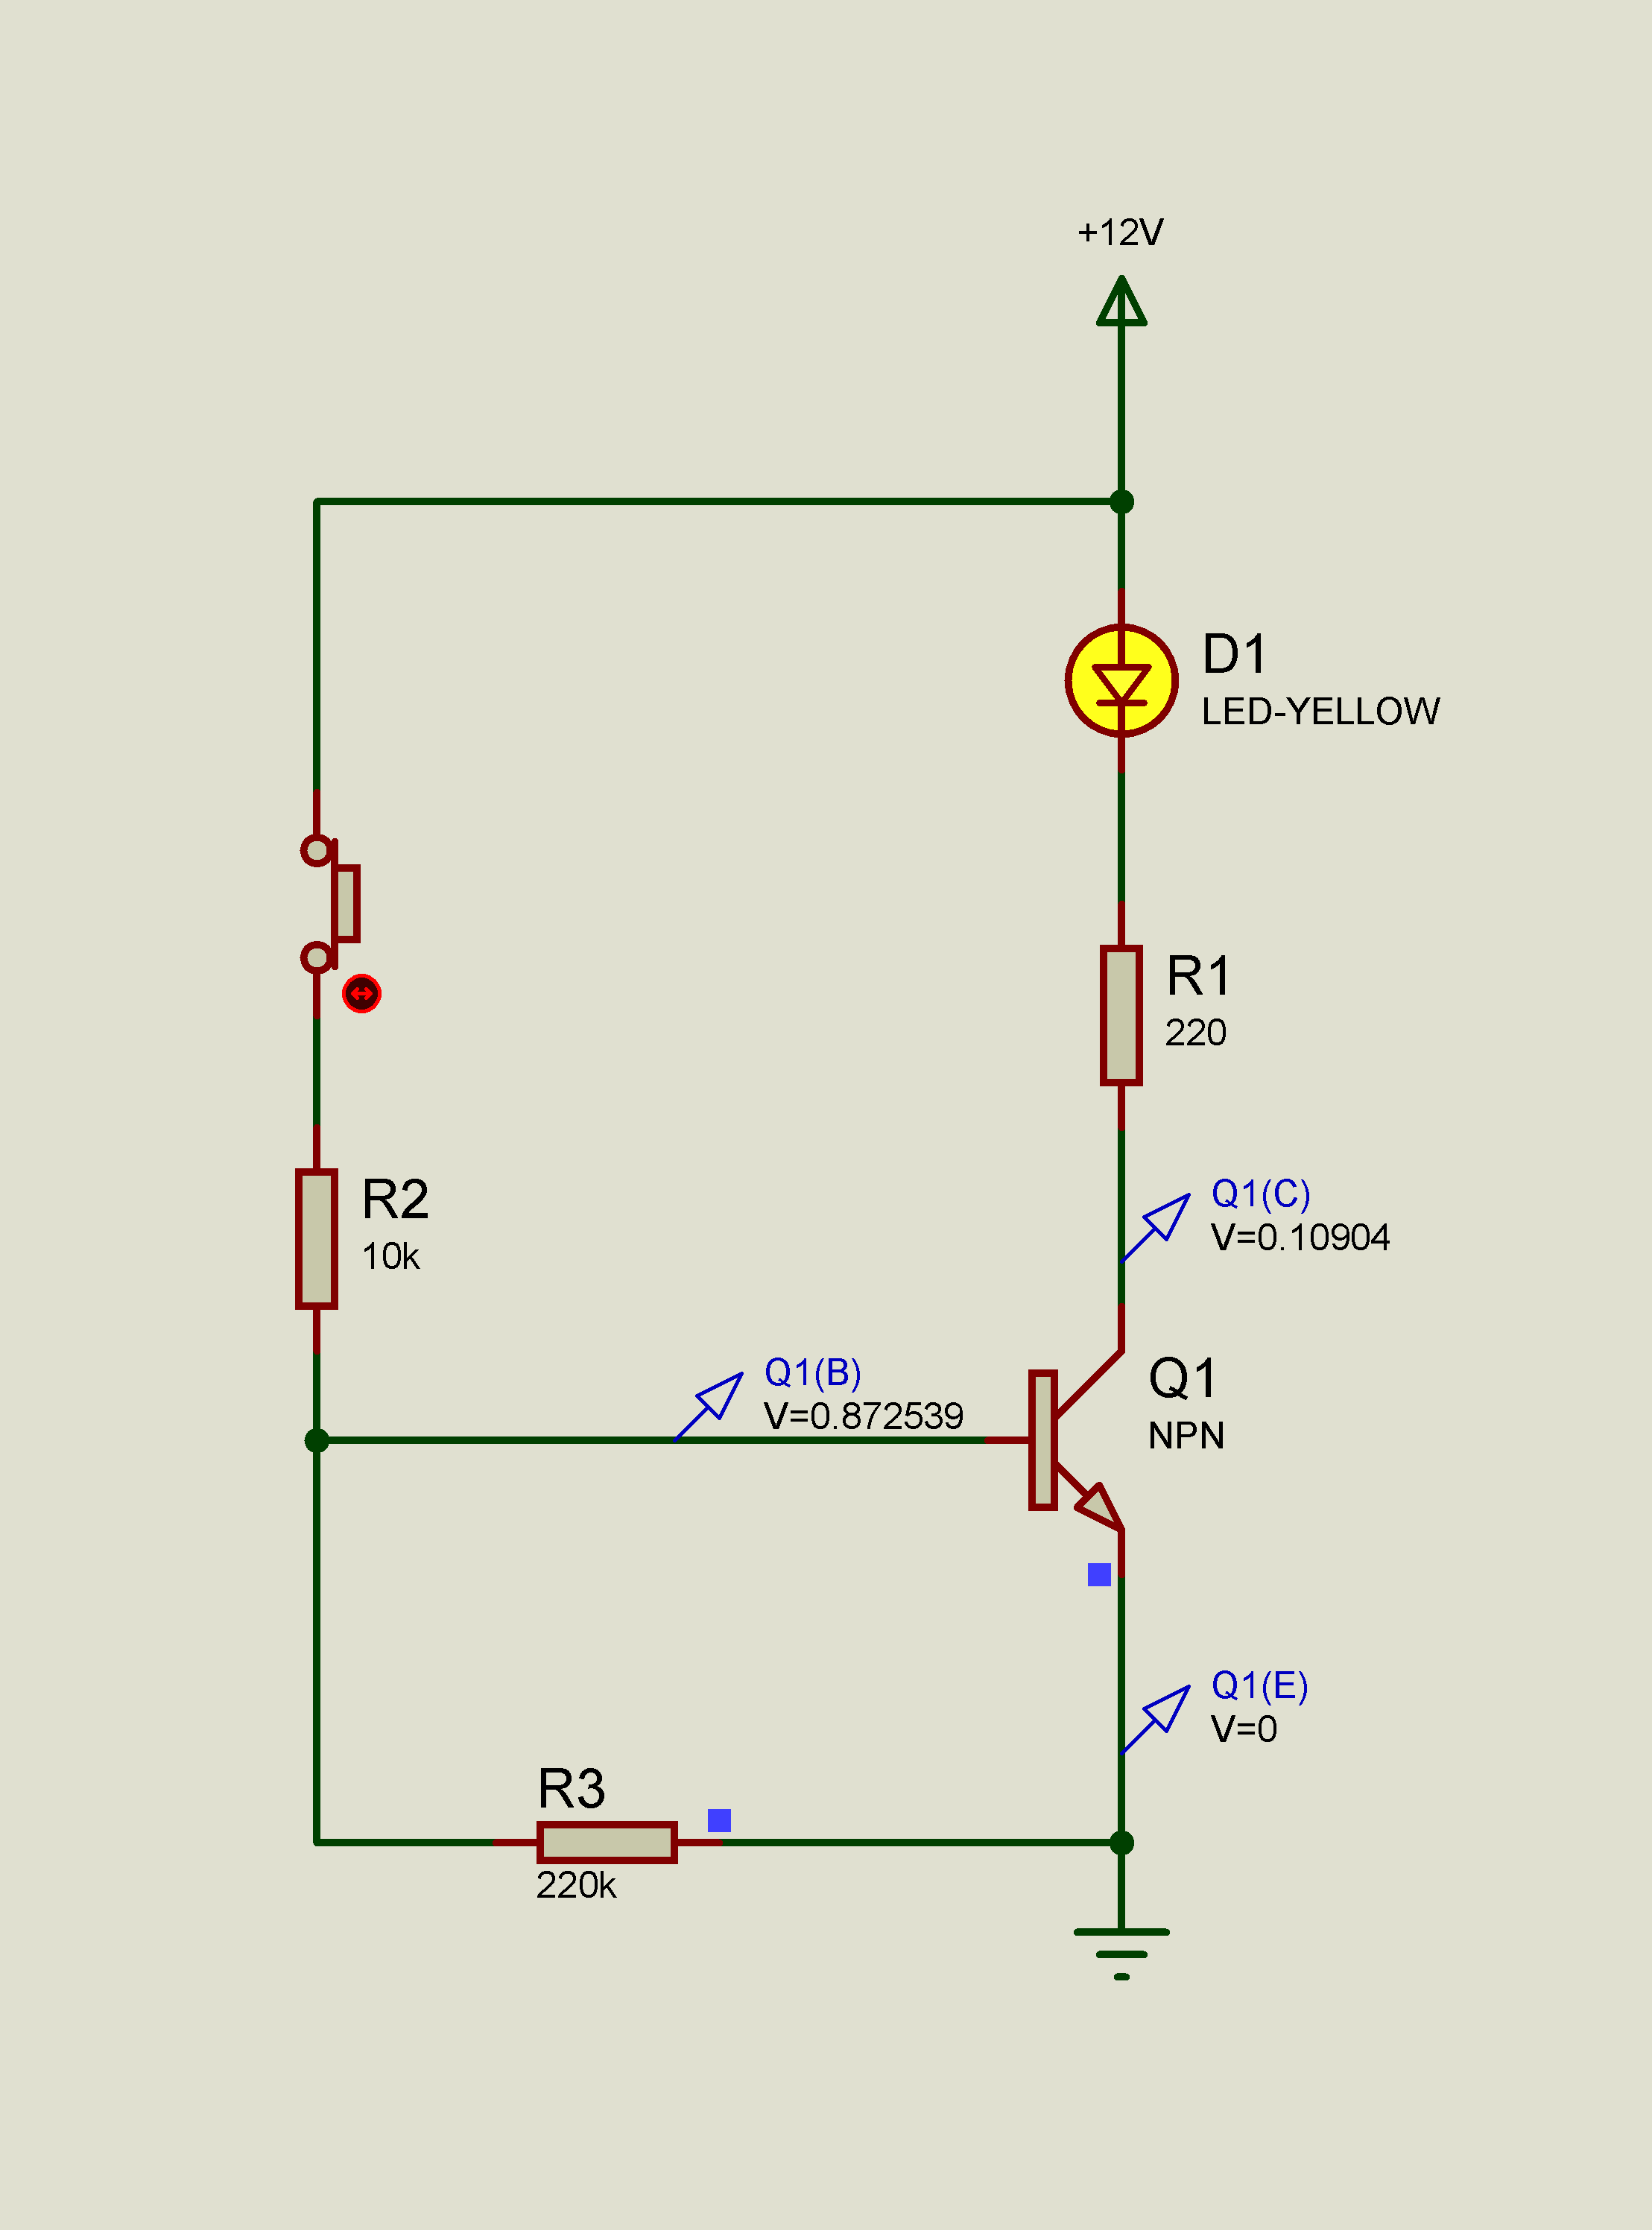 +12V
D1
LED-YELLOW
R1
220
R2
10k
Q1(C)
V=0.10904
Q1(B)
V=0.872539
Q1
NPN
Q1(E)
V=0
R3
220k